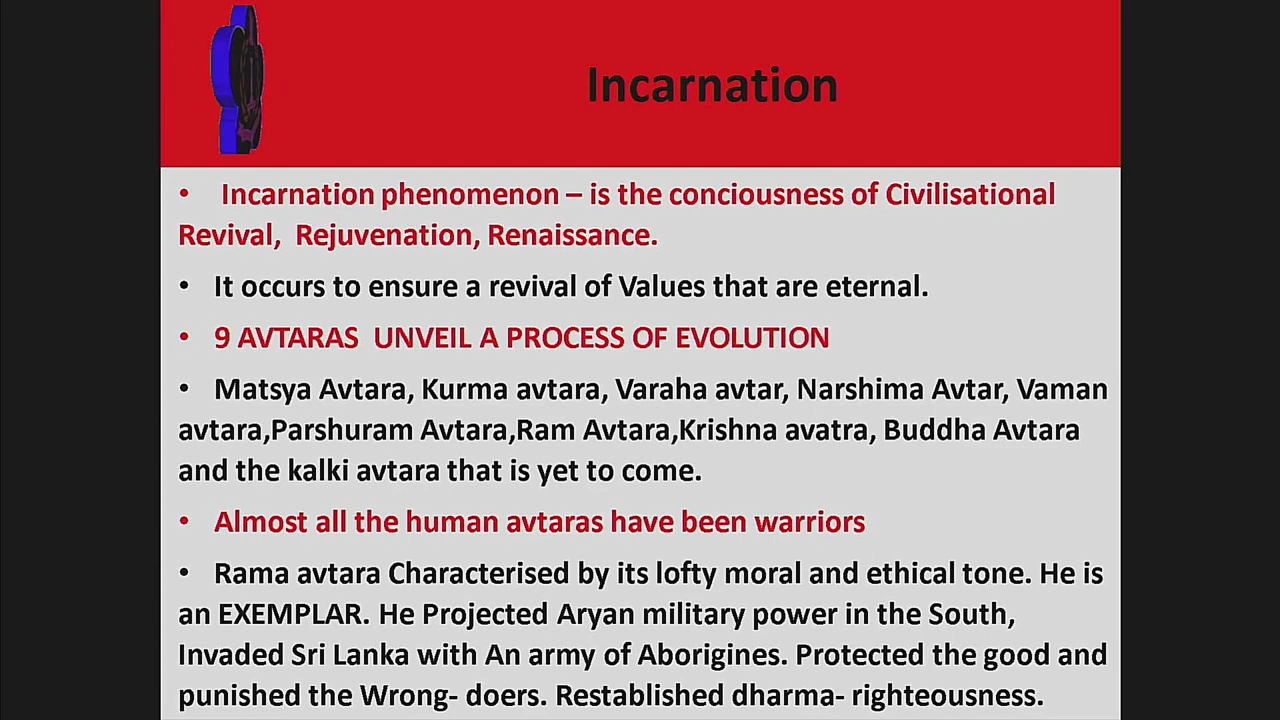 Incarnation
• Incarnation phenomenon – is the conciousness of Civilisational
Revival, Rejuvenation, Renaissance.
• It occurs to ensure a revival of Values that are eternal.
• 9 AVTARAS UNVEIL A PROCESS OF EVOLUTION
• Matsya Avtara, Kurma avtara, Varaha avtar, Narshima Avtar, Vaman
avtara,Parshuram Avtara,Ram Avtara,Krishna avatra, Buddha Avtara
and the kalki avtara that is yet to come.
• Almost all the human avtaras have been warriors
• Rama avtara Characterised by its lofty moral and ethical tone. He is
an EXEMPLAR. He Projected Aryan military power in the South,
Invaded Sri Lanka with An army of Aborigines. Protected the good and
punished the Wrong- doers. Restablished dharma- righteousness.